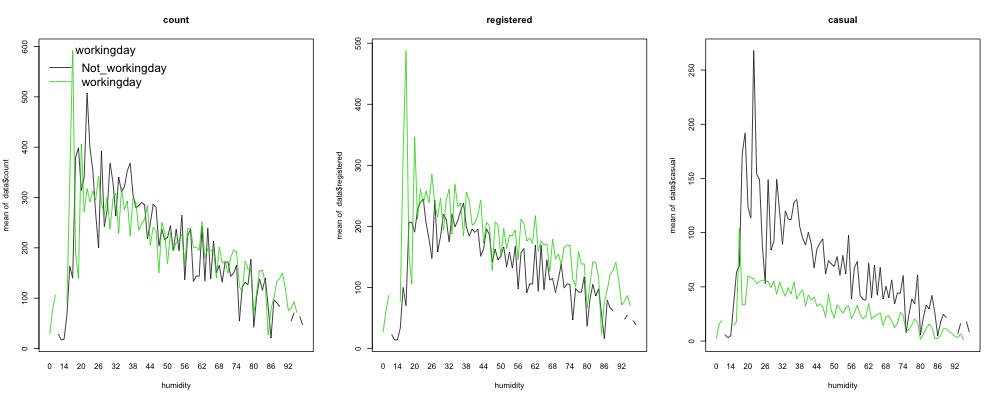 count
mean of data$count
600
500
400
300
200
100
0
workingday
Not_workingday
workingday
0 14 20 26 32 38 44 50 56 62 68 74 80 86 92
humidity
registered
mean of data$registered
500
400
300
200
100
0
0 14 20 26 32 38 44 50 56 62 68 74 80 86 92
humidity
casual
mean of data$casual
250
200
150
100
50
0
0 14 20 26 32 38 44 50 56 62 68 74 80 86 92
humidity